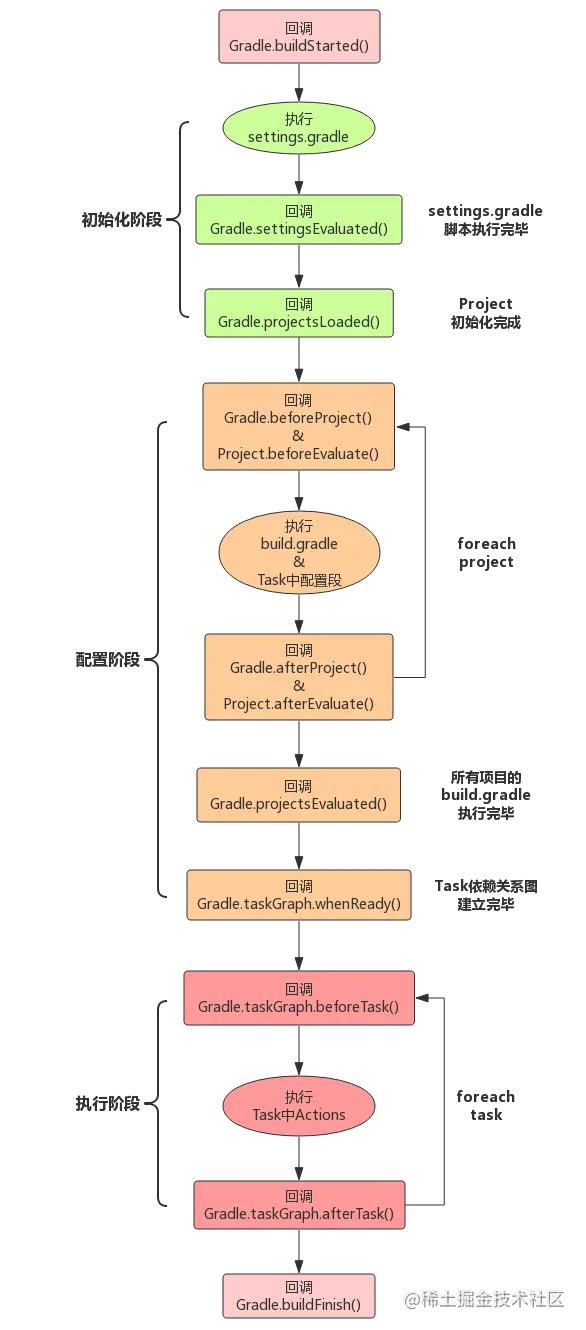 回调
Gradle.buildStarted()
执行
settings.gradle
初始化阶段
回调
Gradle.settingsEvaluated()
settings.gradle
脚本执行完毕
回调
Gradle.projectsLoaded()
Project
初始化完成
回调
Gradle.beforeProject()
&
Project.beforeEvaluate()
执行
build.gradle
&
Task中配置段
foreach
project
配置阶段
回调
Gradle.afterProject()
&
Project.afterEvaluate()
回调
Gradle.projectsEvaluated()
所有项目的
build.gradle
执行完毕
回调
Gradle.taskGraph.whenReady()
Task依赖关系图
建立完毕
回调
Gradle.taskGraph.beforeTask()
执行阶段
执行
Task中Actions
foreach
task
回调
Gradle.taskGraph.afterTask()
回调
Gradle.buildFinish()
@稀土掘金技术社区